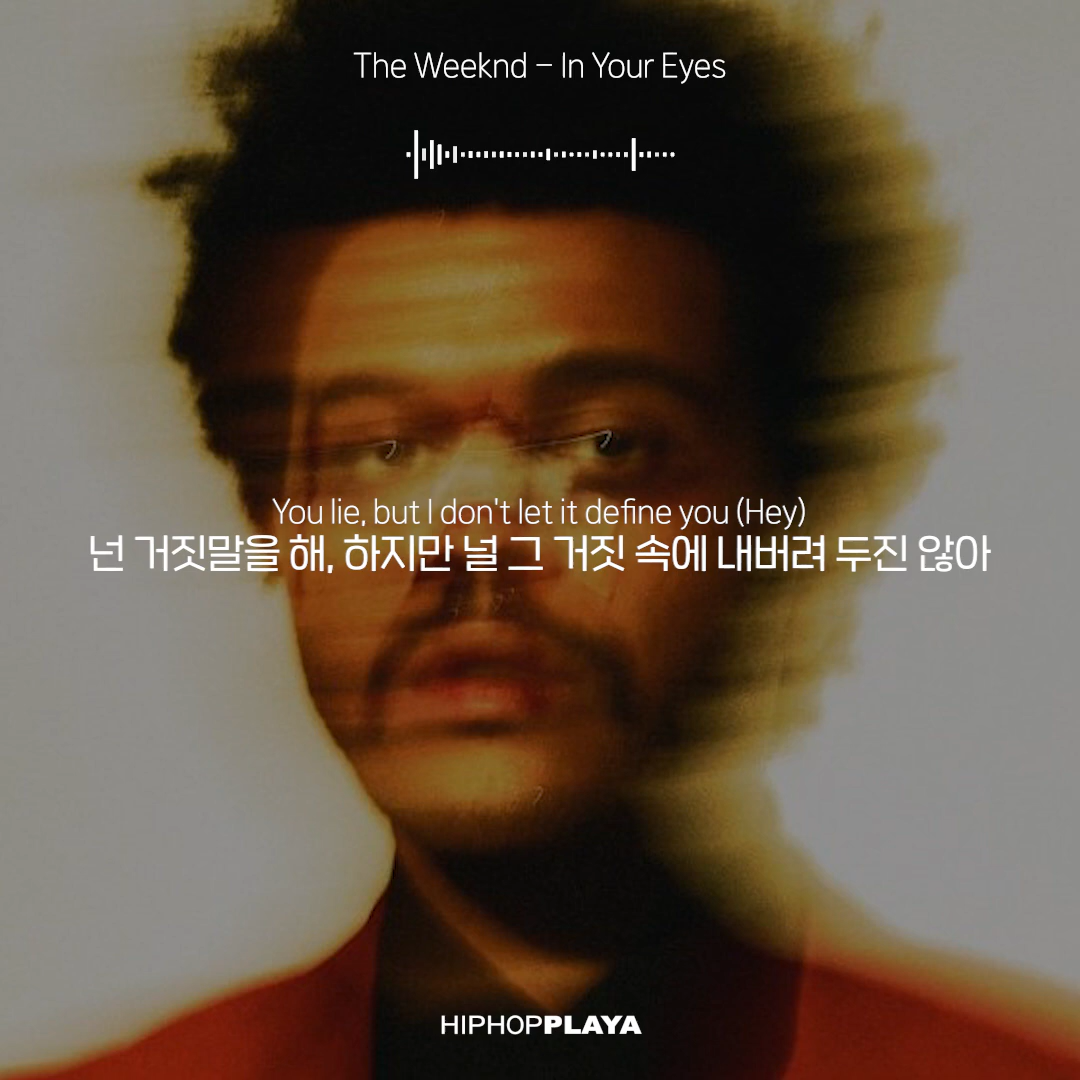 The Weeknd – In Your Eyes
You lie, but I don't let it define you (Hey)
넌 거짓말을 해, 하지만 널 그 거짓 속에 내버려 두진 않아
HIPHOPPLAYA